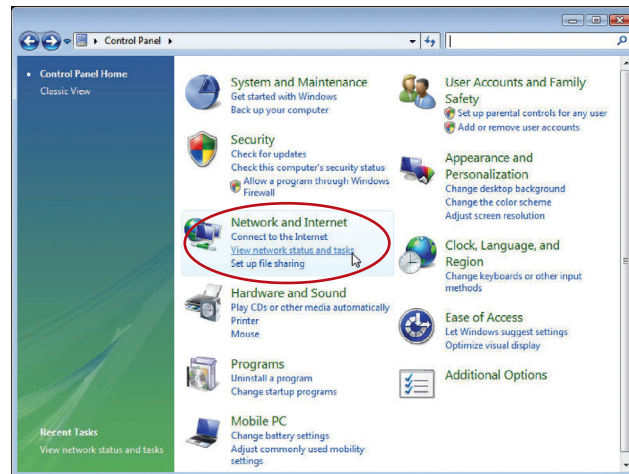 Control Panel
Control Panel Home
Classic View
System and Maintenance
Get started with Windows
Back up your computer
Security
Check for updates
Check this computer's security status
Allow a program through Windows
Firewall
Network and Internet
Connect to the Internet
View network status and tasks
Set up file sharing
Hardware and Sound
Play CDs or other media automatically
Printer
Mouse
Programs
Uninstall a program
Change startup programs
Mobile PC
Change battery settings
Adjust commonly used mobility
settings
User Accounts and Family
Safety
Set up parental controls for any user
Add or remove user accounts
Appearance and
Personalization
Change desktop background
Change the color scheme
Adjust screen resolution
Clock, Language, and
Region
Change keyboards or other input
methods
Ease of Access
Let Windows suggest settings
Optimize visual display
Additional Options
Recent Tasks
View network status and tasks